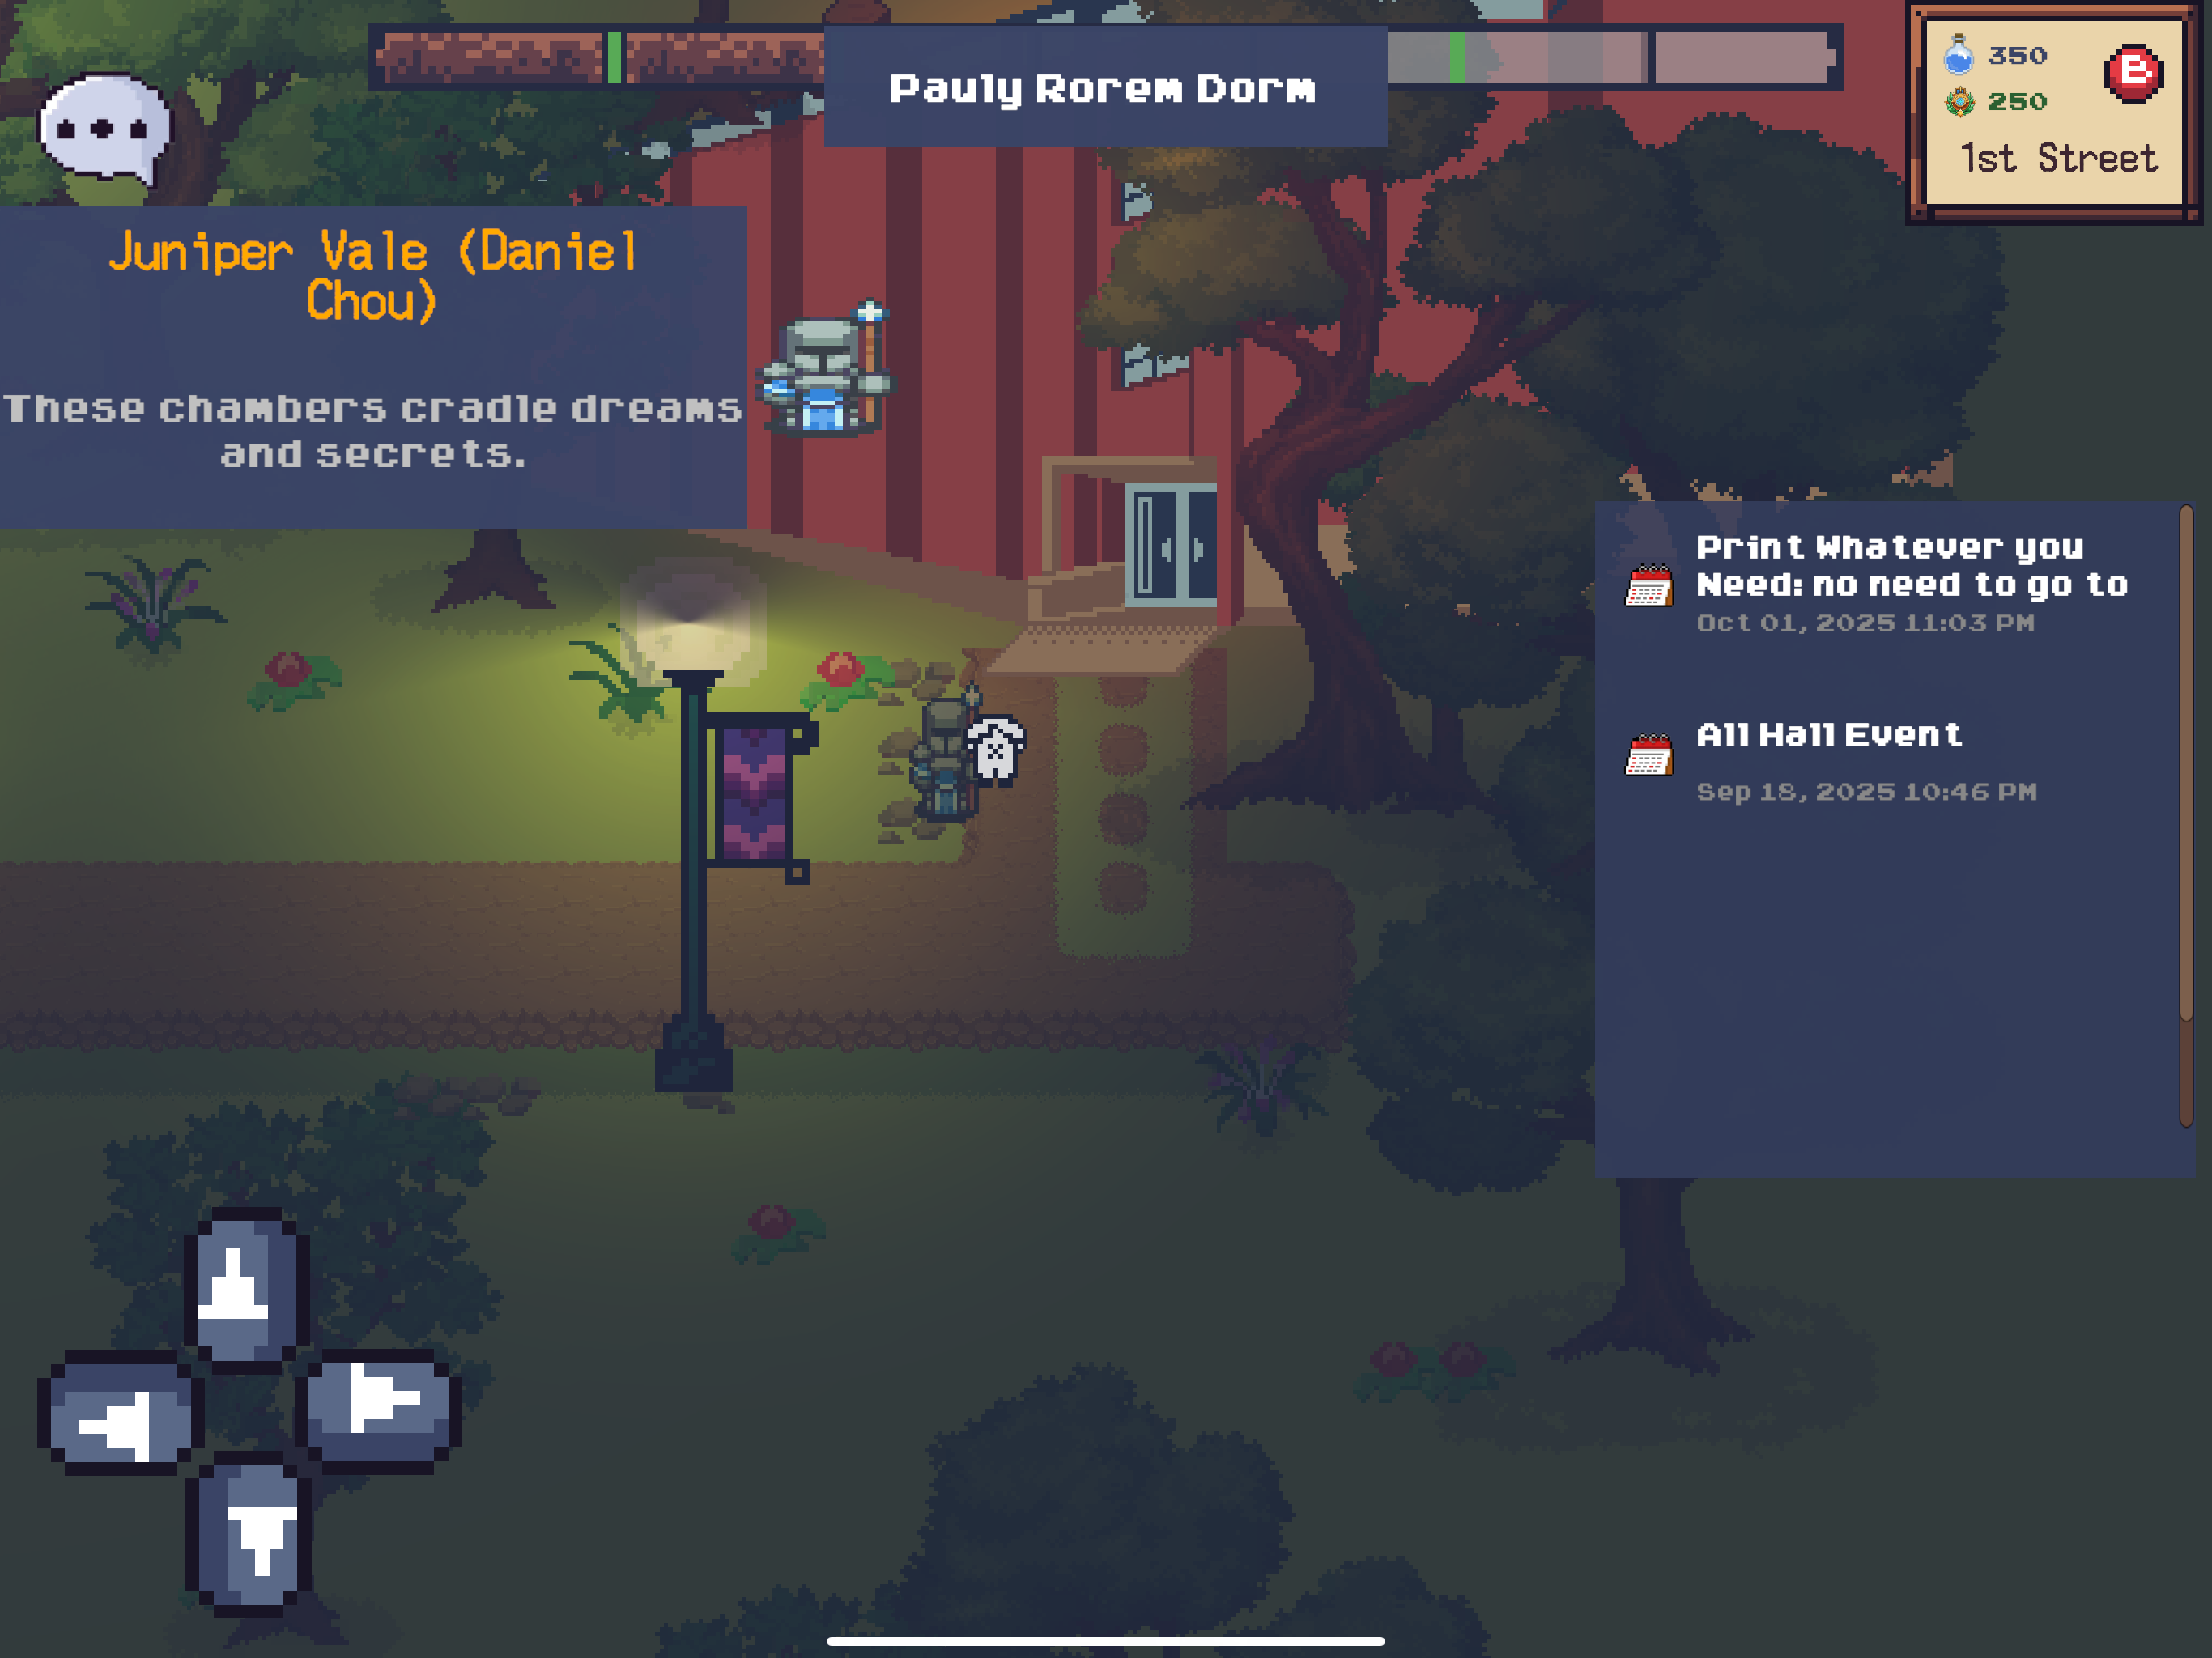 Pauly Rorem Dorm
350
250
B
1st Street
Juniper Vale (Daniel
Chou)
These chambers cradle dreams
and secrets.
Print Whatever you
Need: no need to go to
Oct 01, 2025 11:03 PM
All Hall Event
Sep 18, 2025 10:46 PM